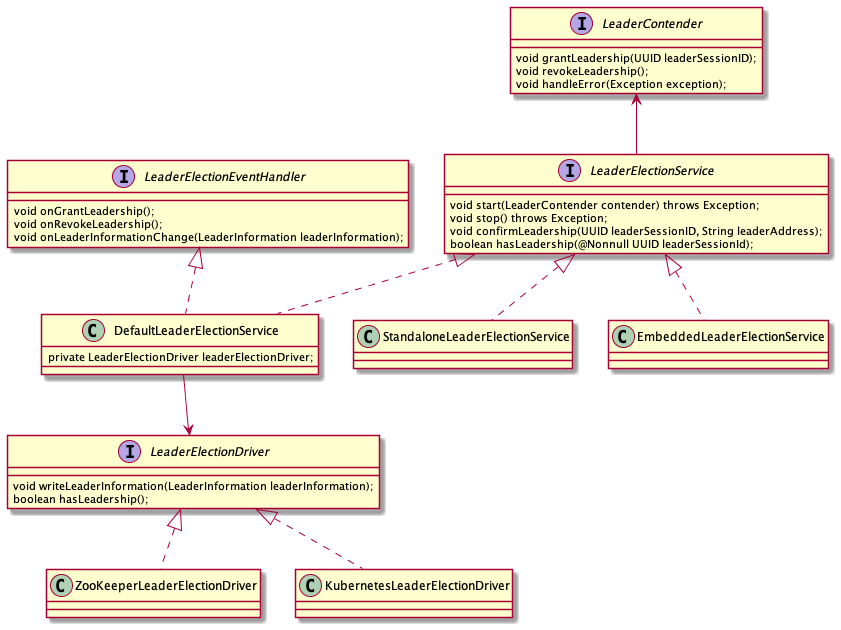 I LeaderContender
void grantLeadership(UUID leaderSessionID);
void revokeLeadership();
void handleError(Exception exception);
I LeaderElectionEventHandler
void onGrantLeadership();
void onRevokeLeadership();
void onLeaderInformationChange(LeaderInformation leaderInformation);
I LeaderElectionService
void start(LeaderContender contender) throws Exception;
void stop() throws Exception;
void confirmLeadership(UUID leaderSessionID, String leaderAddress);
boolean hasLeadership(@Nonnull UUID leaderSessionId);
C DefaultLeaderElectionService
private LeaderElectionDriver leaderElectionDriver;
C StandaloneLeaderElectionService
C EmbeddedLeaderElectionService
I LeaderElectionDriver
void writeLeaderInformation(LeaderInformation leaderInformation);
boolean hasLeadership();
C ZooKeeperLeaderElectionDriver
C KubernetesLeaderElectionDriver